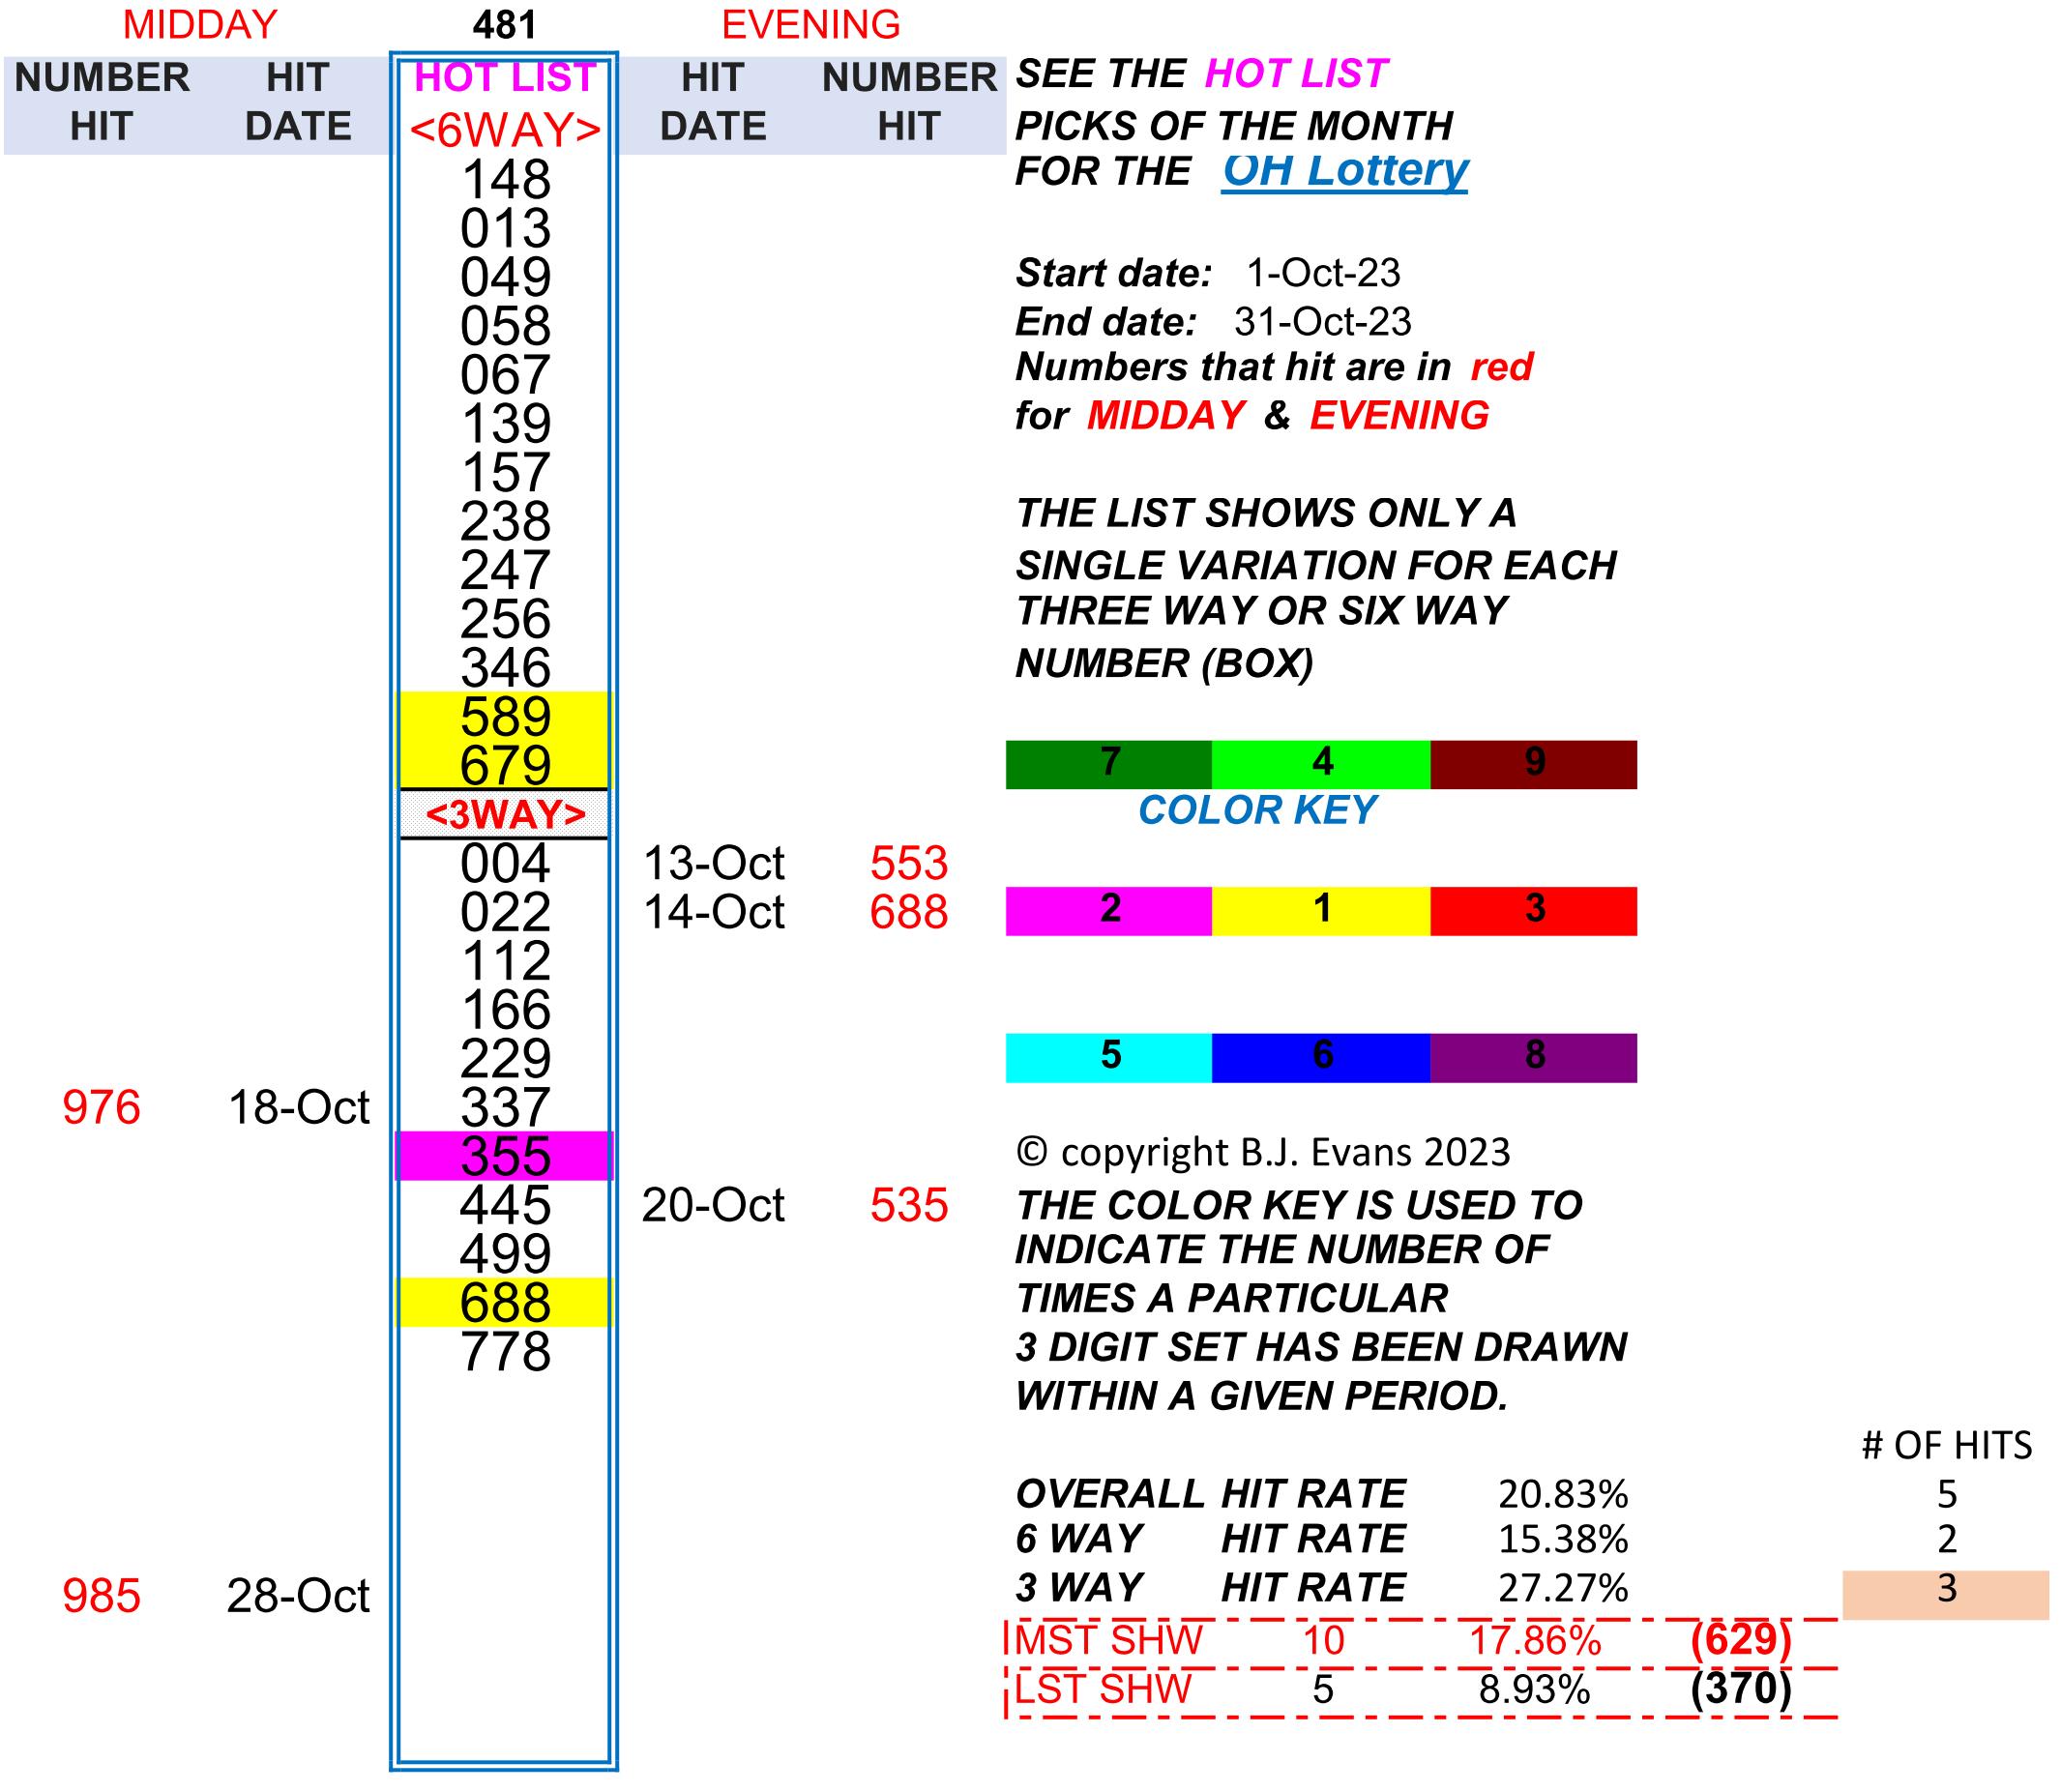 MIDDAY 481 EVENING
NUMBER HIT HOT LIST HIT NUMBER SEE THE HOT LIST
HIT DATE <6WAY> DATE HIT PICKS OF THE MONTH
148 FOR THE OH Lottery
013
049 Start date: 1-Oct-23
058 End date: 31-Oct-23
067 Numbers that hit are in red
139 for MIDDAY & EVENING
157
238 THE LIST SHOWS ONLY A
247 SINGLE VARIATION FOR EACH
256 THREE WAY OR SIX WAY
346 NUMBER (BOX)
589
679 7 4 9
<3WAY> COLOR KEY
004 13-Oct 553
022 14-Oct 688 2 1 3
112
166
229 5 6 8
976 18-Oct 337
355 © copyright B.J. Evans 2023
445 20-Oct 535 THE COLOR KEY IS USED TO
499 INDICATE THE NUMBER OF
688 TIMES A PARTICULAR
778 3 DIGIT SET HAS BEEN DRAWN
WITHIN A GIVEN PERIOD.
# OF HITS
OVERALL HIT RATE 20.83% 5
6 WAY HIT RATE 15.38% 2
985 28-Oct 3 WAY HIT RATE 27.27% 3
MST SHW 10 17.86% (629)
LST SHW 5 8.93% (370)